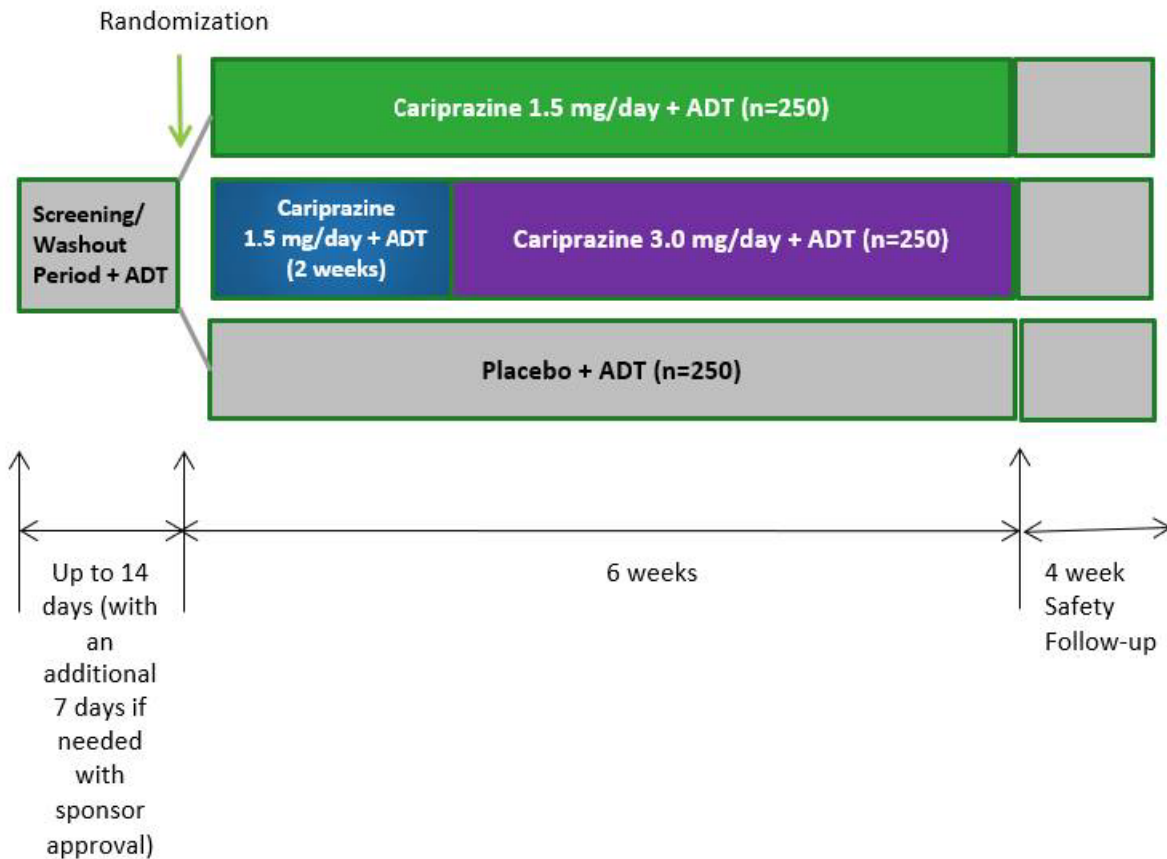 Randomization
Cariprazine 1.5 mg/day + ADT (n=250)
Screening/
Washout
Period + ADT
Cariprazine
1.5 mg/day + ADT
(2 weeks)
Cariprazine 3.0 mg/day + ADT (n=250)
Placebo + ADT (n=250)
Up to 14
days (with
an
additional
7 days if
needed
with
sponsor
approval)
6 weeks
4 week
Safety
Follow-up